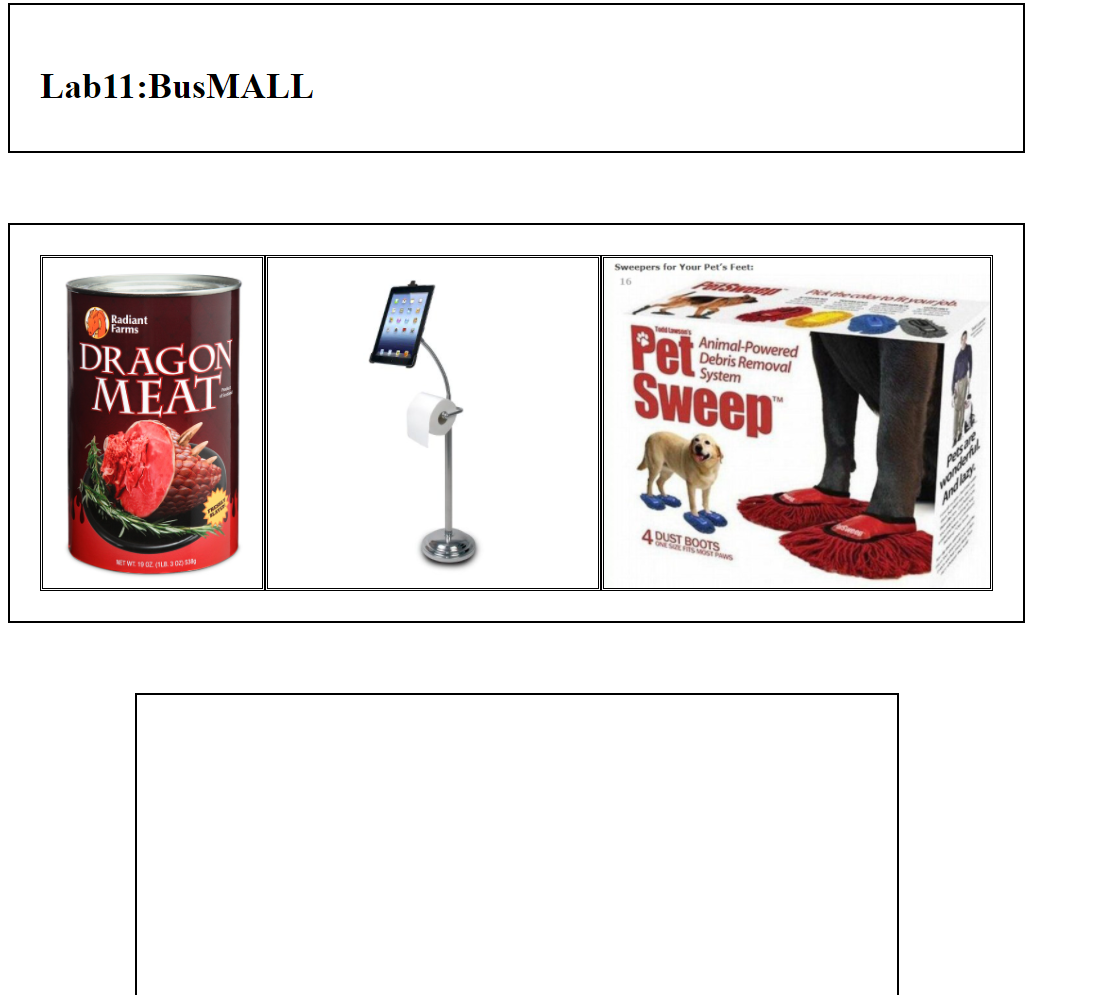 Lab11:BusMALL
Radiant
Farms
DRAGON
MEAT
NET WT. 19 OZ. (1LB. 3 OZ) 538g
Sweepers for Your Pet's Feet:
16
PetSweep
Pick the color to fit your job.
Todd Lawson's
Pet
Sweep™
Animal-Powered
Debris Removal
System
4 DUST BOOTS
ONE SIZE FITS MOST PAWS
PetSweep
Pets are
wonderful.
And lazy.